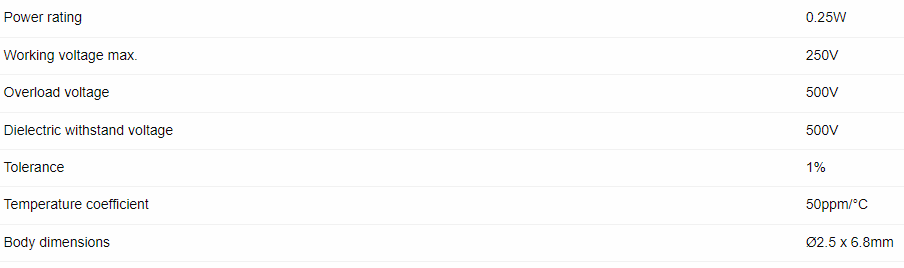 Power rating 0.25W
Working voltage max. 250V
Overload voltage 500V
Dielectric withstand voltage 500V
Tolerance 1%
Temperature coefficient 50ppm/°C
Body dimensions Ø2.5 x 6.8mm